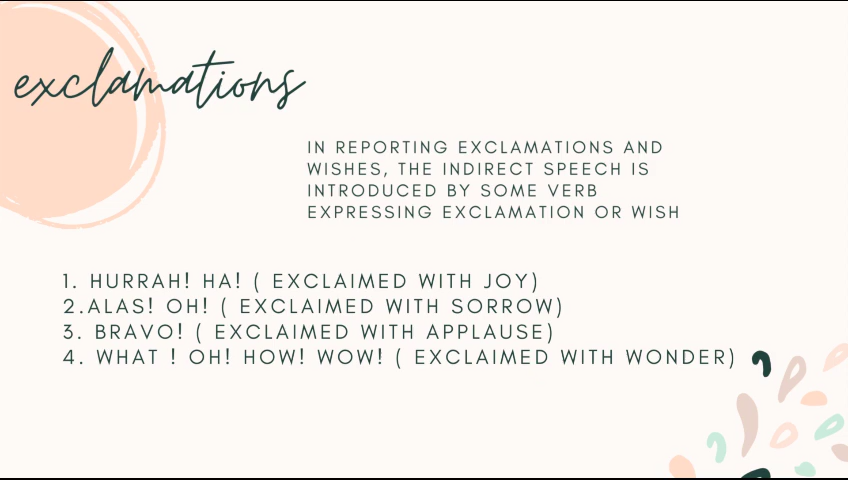 exclamations
IN REPORTING EXCLAMATIONS AND
WISHES, THE INDIRECT SPEECH IS
INTRODUCED BY SOME VERB
EXPRESSING EXCLAMATION OR WISH
1. HURRAH! HA! ( EXCLAIMED WITH JOY)
2.ALAS! OH! ( EXCLAIMED WITH SORROW)
3. BRAVO! ( EXCLAIMED WITH APPLAUSE)
4. WHAT ! OH! HOW! WOW! ( EXCLAIMED WITH WONDER)